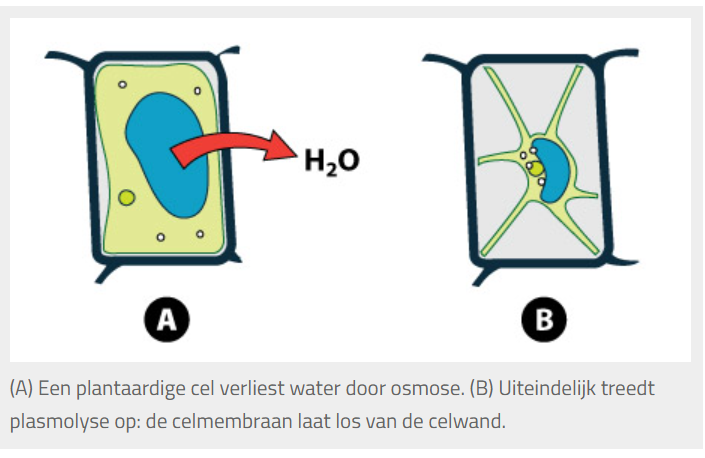 H₂O
A
B
(A) Een plantaardige cel verliest water door osmose. (B) Uiteindelijk treedt
plasmolyse op: de celmembraan laat los van de celwand.